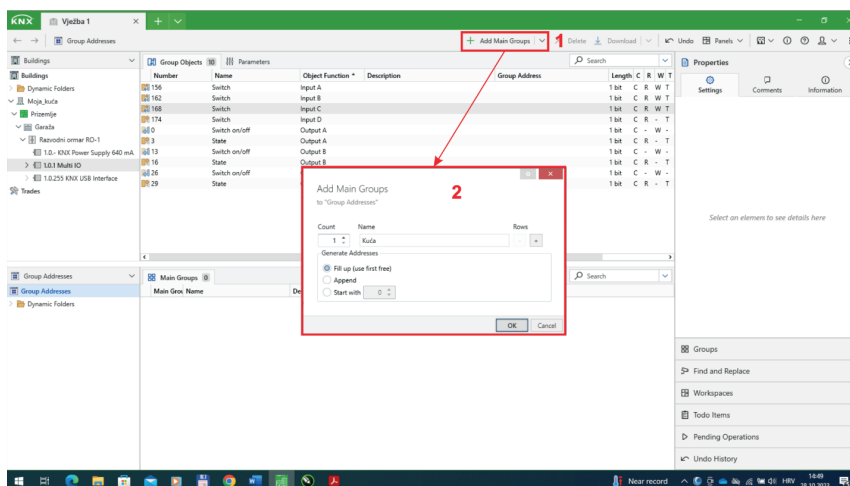 KNX Vježba 1
Group Addresses + Add Main Groups 1 Delete Download Undo Panels
Buildings
Buildings
Dynamic Folders
Moja_kuća
Prizemlje
Garaža
Razvodni ormar RO-1
1.0.- KNX Power Supply 640 mA
1.0.1 Multi IO
1.0.255 KNX USB Interface
Trades
Group Objects 10 Parameters Search
Number Name Object Function * Description Group Address Length C R W T
156 Switch Input A 1 bit C R W T
162 Switch Input B 1 bit C R W T
168 Switch Input C 1 bit C R W T
174 Switch Input D 1 bit C R - T
0 Switch on/off Output A 1 bit C - W -
3 State Output A 1 bit C R - T
13 Switch on/off Output B 1 bit C - W -
16 State Output B 1 bit C R - T
26 Switch on/off 1 bit C - W -
29 State 1 bit C R - T
Add Main Groups 2
to "Group Addresses"
Count Name Rows
1 Kuća
Generate Addresses
Fill up (use first free)
Append
Start with 0
OK Cancel
Group Addresses
Group Addresses
Dynamic Folders
Main Groups 0 Search
Main Grou Name De
Properties
Settings Comments Information
Select an element to see details here
Groups
Find and Replace
Workspaces
Todo Items
Pending Operations
Undo History
Near record HRV 14:49
28.10.2023.